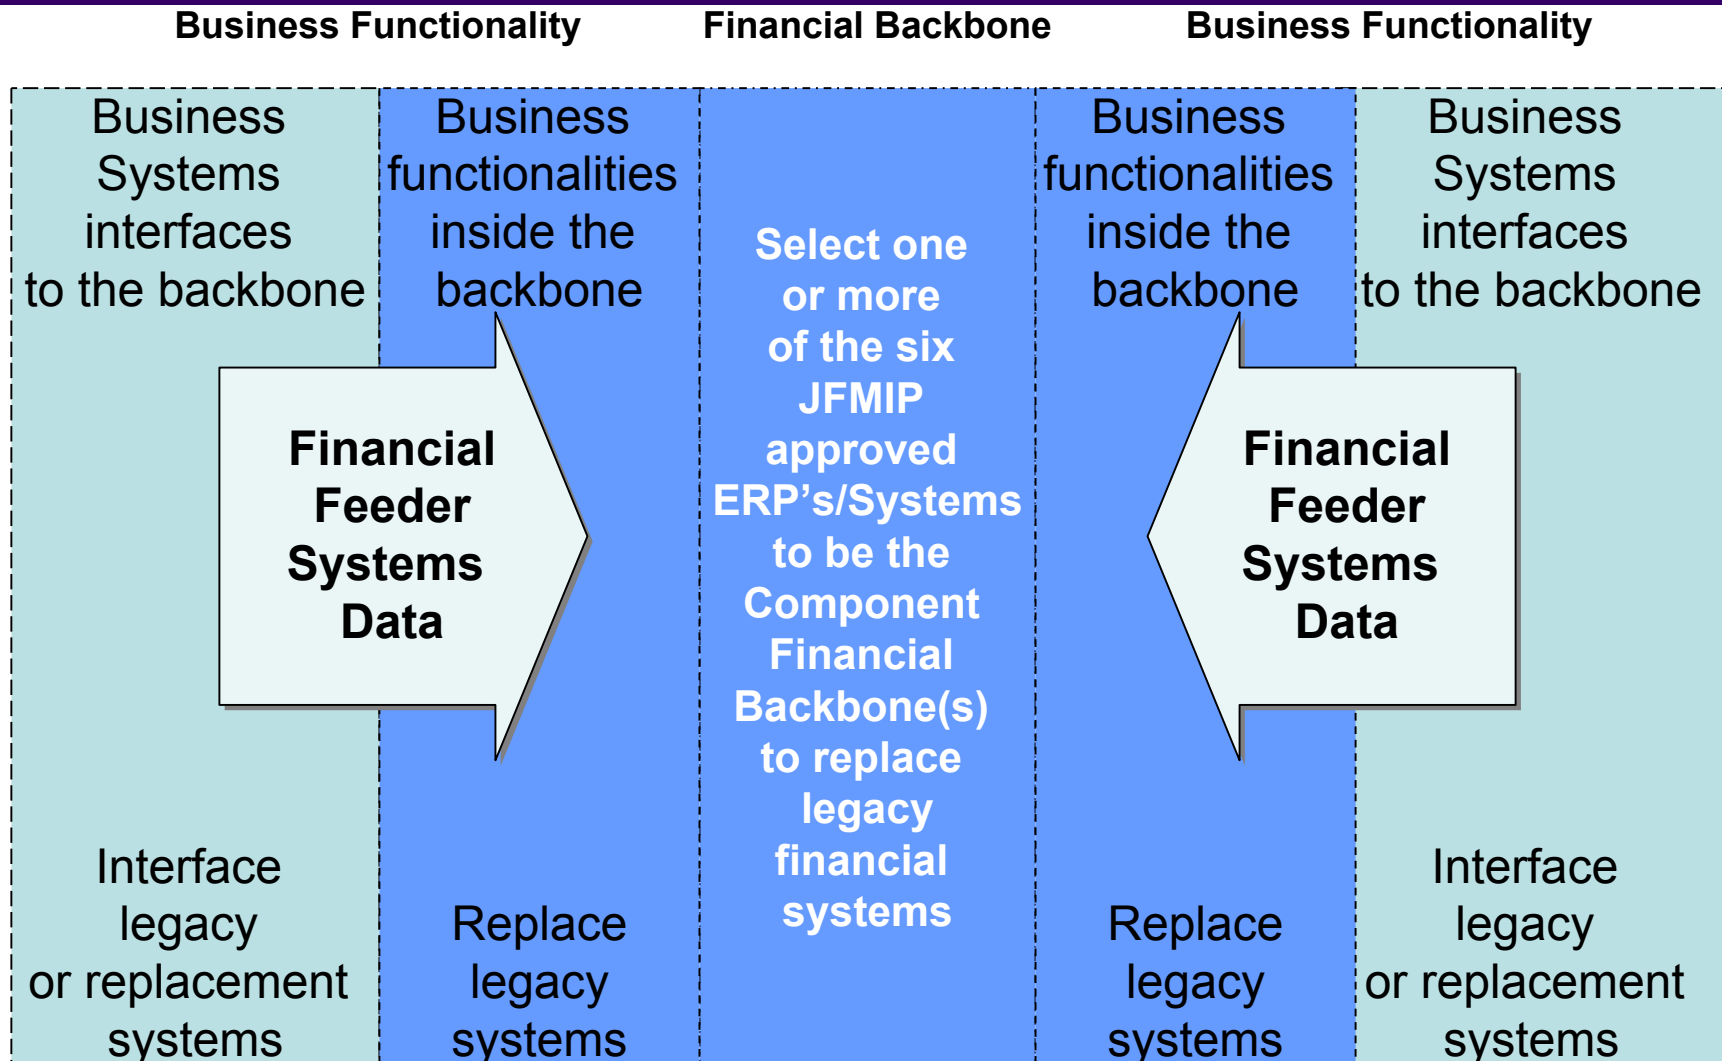 Business Functionality
Financial Backbone
Business Functionality
Business
Systems
interfaces
to the backbone
Business
functionalities
inside the
backbone
Select one
or more
of the six
JFMIP
approved
ERP's/Systems
to be the
Component
Financial
Backbone(s)
to replace
legacy
financial
systems
Business
functionalities
inside the
backbone
Business
Systems
interfaces
to the backbone
Financial
Feeder
Systems
Data
Financial
Feeder
Systems
Data
Interface
legacy
or replacement
systems
Replace
legacy
systems
Replace
legacy
systems
Interface
legacy
or replacement
systems